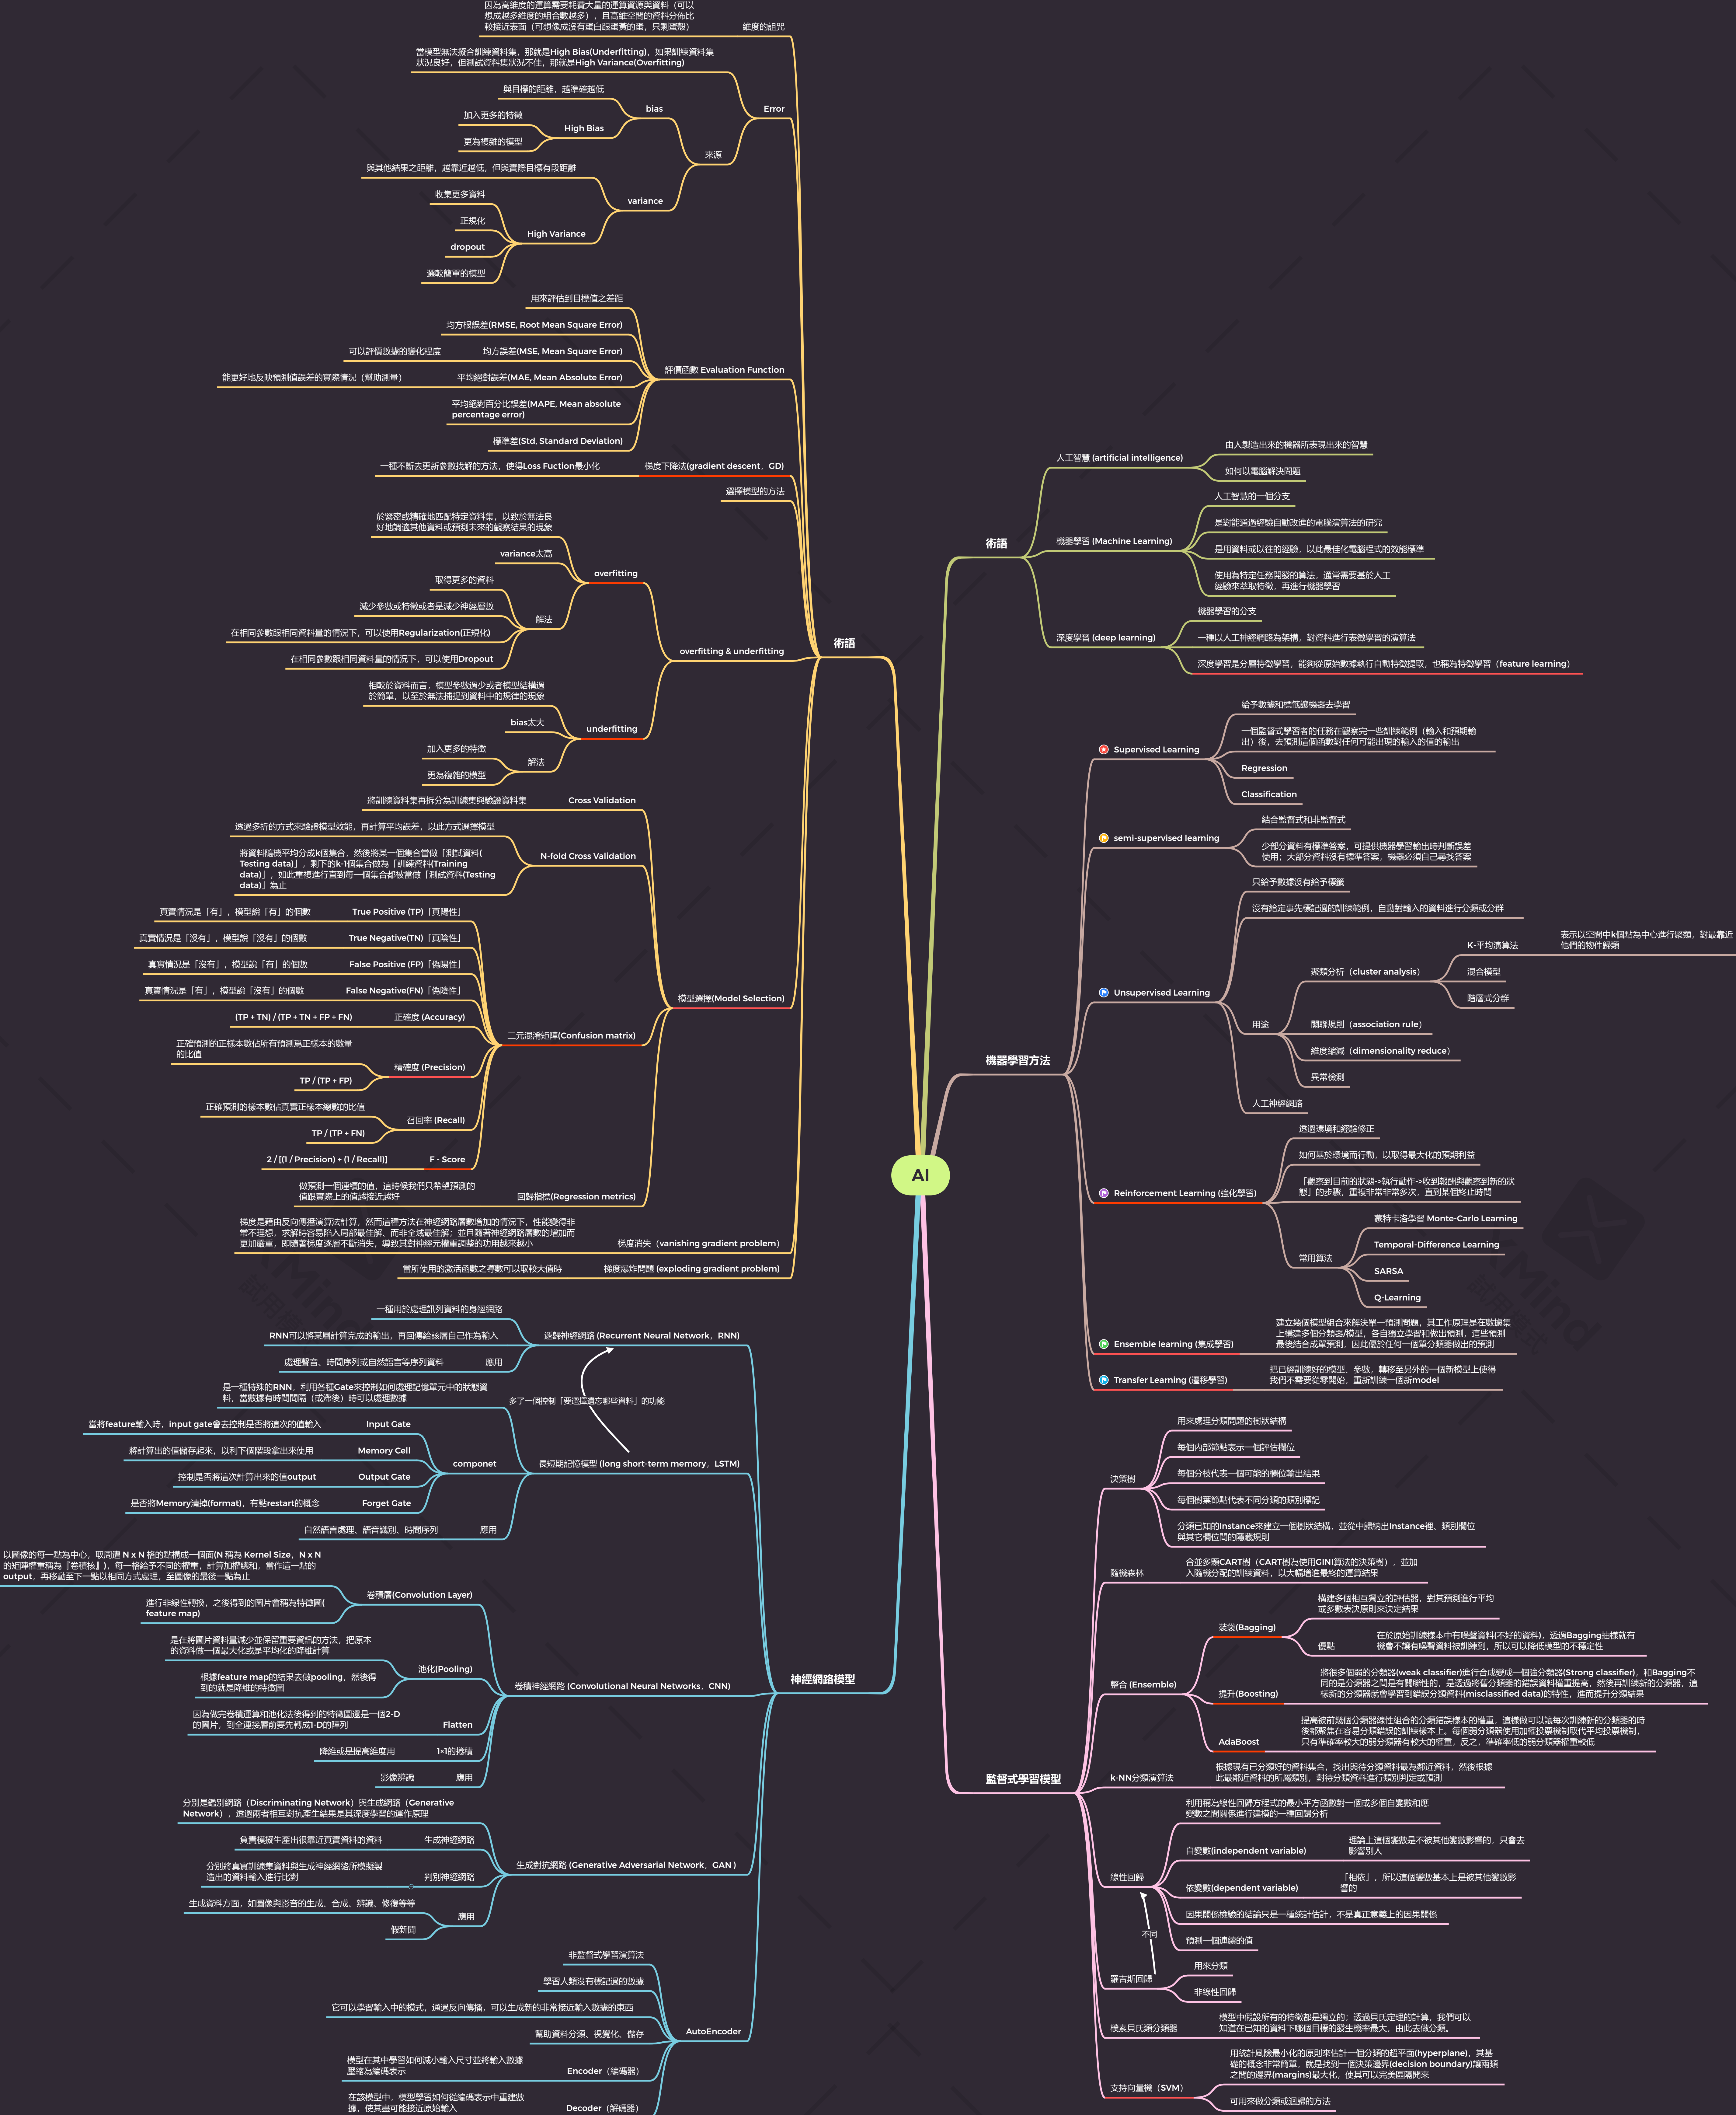 AI
術語
人工智慧 (artificial intelligence)
由人製造出來的機器所表現出來的智慧
如何以電腦解決問題
機器學習 (Machine Learning)
人工智慧的一個分支
是對能通過經驗自動改進的電腦演算法的研究
是用資料或以往的經驗，以此最佳化電腦程式的效能標準
使用為特定任務開發的算法，通常需要基於人工
經驗來萃取特徵，再進行機器學習
深度學習 (deep learning)
機器學習的分支
一種以人工神經網路為架構，對資料進行表徵學習的演算法
深度學習是分層特徵學習，能夠從原始數據執行自動特徵提取，也稱為特徵學習（feature learning）
機器學習方法
Supervised Learning
給予數據和標籤讓機器去學習
一個監督式學習者的任務在觀察完一些訓練範例（輸入和預期輸
出）後，去預測這個函數對任何可能出現的輸入的值的輸出
Regression
Classification
semi-supervised learning
結合監督式和非監督式
少部分資料有標準答案，可提供機器學習輸出時判斷誤差
使用；大部分資料沒有標準答案，機器必須自己尋找答案
Unsupervised Learning
只給予數據沒有給予標籤
沒有給定事先標記過的訓練範例，自動對輸入的資料進行分類或分群
用途
聚類分析（cluster analysis）
K-平均演算法
表示以空間中k個點為中心進行聚類，對最靠近
他們的物件歸類
混合模型
階層式分群
關聯規則（association rule）
維度縮減（dimensionality reduce）
異常檢測
人工神經網路
Reinforcement Learning (強化學習)
透過環境和經驗修正
如何基於環境而行動，以取得最大化的預期利益
「觀察到目前的狀態->執行動作->收到報酬與觀察到新的狀
態」的步驟，重複非常非常多次，直到某個終止時間
常用算法
蒙特卡洛學習 Monte-Carlo Learning
Temporal-Difference Learning
SARSA
Q-Learning
Ensemble learning (集成學習)
建立幾個模型組合來解決單一預測問題，其工作原理是在數據集
上構建多個分類器/模型，各自獨立學習和做出預測，這些預測
最後結合成單預測，因此優於任何一個單分類器做出的預測
Transfer Learning (遷移學習)
把已經訓練好的模型、參數，轉移至另外的一個新模型上使得
我們不需要從零開始，重新訓練一個新model
監督式學習模型
決策樹
用來處理分類問題的樹狀結構
每個內部節點表示一個評估欄位
每個分枝代表一個可能的欄位輸出結果
每個樹葉節點代表不同分類的類別標記
分類已知的Instance來建立一個樹狀結構，並從中歸納出Instance裡、類別欄位
與其它欄位間的隱藏規則
隨機森林
合並多顆CART樹（CART樹為使用GINI算法的決策樹），並加
入隨機分配的訓練資料，以大幅增進最終的運算結果
整合 (Ensemble)
裝袋(Bagging)
構建多個相互獨立的評估器，對其預測進行平均
或多數表決原則來決定結果
優點
在於原始訓練樣本中有噪聲資料(不好的資料)，透過Bagging抽樣就有
機會不讓有噪聲資料被訓練到，所以可以降低模型的不穩定性
提升(Boosting)
將很多個弱的分類器(weak classifier)進行合成變成一個強分類器(Strong classifier)，和Bagging不
同的是分類器之間是有關聯性的，是透過將舊分類器的錯誤資料權重提高，然後再訓練新的分類器，這
樣新的分類器就會學習到錯誤分類資料(misclassified data)的特性，進而提升分類結果
AdaBoost
提高被前幾個分類器線性組合的分類錯誤樣本的權重，這樣做可以讓每次訓練新的分類器的時
後都聚焦在容易分類錯誤的訓練樣本上。每個弱分類器使用加權投票機制取代平均投票機制，
只有準確率較大的弱分類器有較大的權重，反之，準確率低的弱分類器權重較低
k-NN分類演算法
根據現有已分類好的資料集合，找出與待分類資料最為鄰近資料，然後根據
此最鄰近資料的所屬類別，對待分類資料進行類別判定或預測
線性回歸
利用稱為線性回歸方程式的最小平方函數對一個或多個自變數和應
變數之間關係進行建模的一種回歸分析
自變數(independent variable)
理論上這個變數是不被其他變數影響的，只會去
影響別人
依變數(dependent variable)
「相依」，所以這個變數基本上是被其他變數影
響的
因果關係檢驗的結論只是一種統計估計，不是真正意義上的因果關係
預測一個連續的值
不同
羅吉斯回歸
用來分類
非線性回歸
樸素貝氏類分類器
模型中假設所有的特徵都是獨立的；透過貝氏定理的計算，我們可以
知道在已知的資料下哪個目標的發生機率最大，由此去做分類。
支持向量機（SVM）
用統計風險最小化的原則來估計一個分類的超平面(hyperplane)，其基
礎的概念非常簡單，就是找到一個決策邊界(decision boundary)讓兩類
之間的邊界(margins)最大化，使其可以完美區隔開來
可用來做分類或迴歸的方法
術語
維度的詛咒
因為高維度的運算需要耗費大量的運算資源與資料（可以
想成越多維度的組合數越多），且高維空間的資料分佈比
較接近表面（可想像成沒有蛋白跟蛋黃的蛋，只剩蛋殼）
Error
當模型無法擬合訓練資料集，那就是High Bias(Underfitting)，如果訓練資料集
狀況良好，但測試資料集狀況不佳，那就是High Variance(Overfitting)
來源
bias
與目標的距離，越準確越低
High Bias
加入更多的特徵
更為複雜的模型
variance
與其他結果之距離，越靠近越低，但與實際目標有段距離
High Variance
收集更多資料
正規化
dropout
選較簡單的模型
評價函數 Evaluation Function
用來評估到目標值之差距
均方根誤差(RMSE, Root Mean Square Error)
均方誤差(MSE, Mean Square Error)
可以評價數據的變化程度
平均絕對誤差(MAE, Mean Absolute Error)
能更好地反映預測值誤差的實際情況（幫助測量）
平均絕對百分比誤差(MAPE, Mean absolute
percentage error)
標準差(Std, Standard Deviation)
梯度下降法(gradient descent，GD)
一種不斷去更新參數找解的方法，使得Loss Fuction最小化
選擇模型的方法
overfitting & underfitting
overfitting
於緊密或精確地匹配特定資料集，以致於無法良
好地調適其他資料或預測未來的觀察結果的現象
variance太高
解法
取得更多的資料
減少參數或特徵或者是減少神經層數
在相同參數跟相同資料量的情況下，可以使用Regularization(正規化)
在相同參數跟相同資料量的情況下，可以使用Dropout
underfitting
相較於資料而言，模型參數過少或者模型結構過
於簡單，以至於無法捕捉到資料中的規律的現象
bias太大
解法
加入更多的特徵
更為複雜的模型
模型選擇(Model Selection)
Cross Validation
將訓練資料集再拆分為訓練集與驗證資料集
N-fold Cross Validation
透過多折的方式來驗證模型效能，再計算平均誤差，以此方式選擇模型
將資料隨機平均分成k個集合，然後將某一個集合當做「測試資料(
Testing data)」，剩下的k-1個集合做為「訓練資料(Training
data)」，如此重複進行直到每一個集合都被當做「測試資料(Testing
data)」為止
二元混淆矩陣(Confusion matrix)
True Positive (TP)「真陽性」
真實情況是「有」，模型說「有」的個數
True Negative(TN)「真陰性」
真實情況是「沒有」，模型說「沒有」的個數
False Positive (FP)「偽陽性」
真實情況是「沒有」，模型說「有」的個數
False Negative(FN)「偽陰性」
真實情況是「有」，模型說「沒有」的個數
正確度 (Accuracy)
(TP + TN) / (TP + TN + FP + FN)
精確度 (Precision)
正確預測的正樣本數佔所有預測爲正樣本的數量
的比值
TP / (TP + FP)
召回率 (Recall)
正確預測的樣本數佔真實正樣本總數的比值
TP / (TP + FN)
F - Score
2 / [(1 / Precision) + (1 / Recall)]
回歸指標(Regression metrics)
做預測一個連續的值，這時候我們只希望預測的
值跟實際上的值越接近越好
梯度消失（vanishing gradient problem）
梯度是藉由反向傳播演算法計算，然而這種方法在神經網路層數增加的情況下，性能變得非
常不理想，求解時容易陷入局部最佳解、而非全域最佳解；並且隨著神經網路層數的增加而
更加嚴重，即隨著梯度逐層不斷消失，導致其對神經元權重調整的功用越來越小
梯度爆炸問題 (exploding gradient problem)
當所使用的激活函數之導數可以取較大值時
神經網路模型
遞歸神經網路 (Recurrent Neural Network，RNN)
一種用於處理訊列資料的身經網路
RNN可以將某層計算完成的輸出，再回傳給該層自己作為輸入
應用
處理聲音、時間序列或自然語言等序列資料
多了一個控制「要選擇遺忘哪些資料」的功能
長短期記憶模型 (long short-term memory，LSTM)
是一種特殊的RNN，利用各種Gate來控制如何處理記憶單元中的狀態資
料，當數據有時間間隔（或滯後）時可以處理數據
componet
Input Gate
當將feature輸入時，input gate會去控制是否將這次的值輸入
Memory Cell
將計算出的值儲存起來，以利下個階段拿出來使用
Output Gate
控制是否將這次計算出來的值output
Forget Gate
是否將Memory清掉(format)，有點restart的概念
應用
自然語言處理、語音識別、時間序列
卷積神經網路 (Convolutional Neural Networks，CNN)
卷積層(Convolution Layer)
以圖像的每一點為中心，取周遭 N x N 格的點構成一個面(N 稱為 Kernel Size，N x N
的矩陣權重稱為『卷積核』)，每一格給予不同的權重，計算加權總和，當作這一點的
output，再移動至下一點以相同方式處理，至圖像的最後一點為止
進行非線性轉換，之後得到的圖片會稱為特徵圖(
feature map)
池化(Pooling)
是在將圖片資料量減少並保留重要資訊的方法，把原本
的資料做一個最大化或是平均化的降維計算
根據feature map的結果去做pooling，然後得
到的就是降維的特徵圖
Flatten
因為做完卷積運算和池化法後得到的特徵圖還是一個2-D
的圖片，到全連接層前要先轉成1-D的陣列
1×1的捲積
降維或是提高維度用
應用
影像辨識
生成對抗網路 (Generative Adversarial Network，GAN )
分別是鑑別網路（Discriminating Network）與生成網路（Generative
Network），透過兩者相互對抗產生結果是其深度學習的運作原理
生成神經網路
負責模擬生產出很靠近真實資料的資料
判別神經網路
分別將真實訓練集資料與生成神經網絡所模擬製
造出的資料輸入進行比對
應用
生成資料方面，如圖像與影音的生成、合成、辨識、修復等等
假新聞
AutoEncoder
非監督式學習演算法
學習人類沒有標記過的數據
它可以學習輸入中的模式，通過反向傳播，可以生成新的非常接近輸入數據的東西
幫助資料分類、視覺化、儲存
Encoder（編碼器）
模型在其中學習如何減小輸入尺寸並將輸入數據
壓縮為編碼表示
Decoder（解碼器）
在該模型中，模型學習如何從編碼表示中重建數
據，使其盡可能接近原始輸入